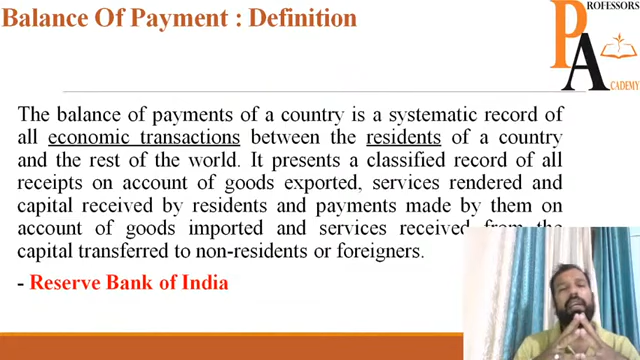 Balance Of Payment : Definition
PROFESSORS
ACADEMY
The balance of payments of a country is a systematic record of
all economic transactions between the residents of a country
and the rest of the world. It presents a classified record of all
receipts on account of goods exported, services rendered and
capital received by residents and payments made by them on
account of goods imported and services received from the
capital transferred to non-residents or foreigners.
- Reserve Bank of India